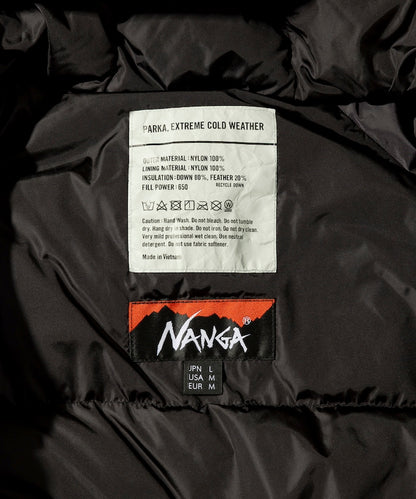 PARKA, EXTREME COLD WEATHER
OUTER MATERIAL : NYLON 100%
LINING MATERIAL : NYLON 100%
INSULATION : DOWN 80%, FEATHER 20%
FILL POWER : 650 RECYCLE DOWN
Caution : Hand Wash. Do not bleach. Do not tumble
dry. Hang dry in shade. Do not iron. Do not dry clean.
Very mild professional wet clean. Use neutral
detergent. Do not use fabric softener.
Made in Vietnam
NANGA®
JPN L
USA M
EUR M